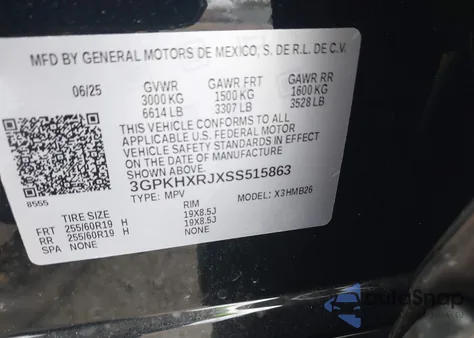 MFD BY GENERAL MOTORS DE MEXICO, S. DE R.L. DE C.V.
06/25 GVWR GAWR FRT GAWR RR
3000 KG 1500 KG 1600 KG
6614 LB 3307 LB 3528 LB
THIS VEHICLE CONFORMS TO ALL
APPLICABLE U.S. FEDERAL MOTOR
VEHICLE SAFETY STANDARDS IN EFFECT
ON THE DATE OF MANUFACTURE
SHOWN ABOVE.
3GPKHXRJXSS515863
8555 TYPE: MPV MODEL: X3HMB26
TIRE SIZE RIM
FRT 255/60R19 H 19X8.5J
RR 255/60R19 H 19X8.5J
SPA NONE NONE
AutoSnap